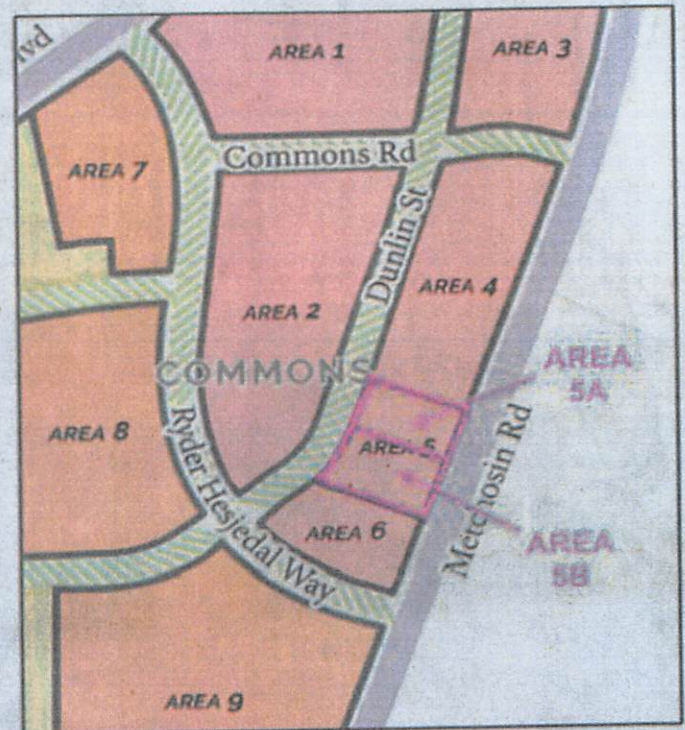 lvd
AREA 1
AREA 3
Commons Rd
AREA 7
Dunlin St
AREA 4
AREA 2
COMMONS
AREA
5A
AREA 8
AREA 5
Ryder Hesjedal Way
Metchosin Rd
AREA 6
AREA
5B
AREA 9